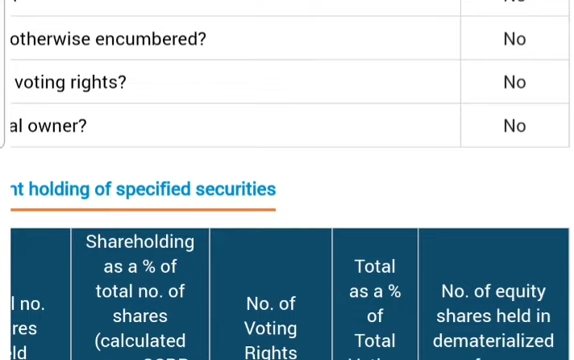 otherwise encumbered? No
voting rights? No
al owner? No
nt holding of specified securities
Shareholding
as a % of Total
l no. total no. of No. of as a % No. of equity
res shares Voting of shares held in
eld (calculated Rights Total dematerialized